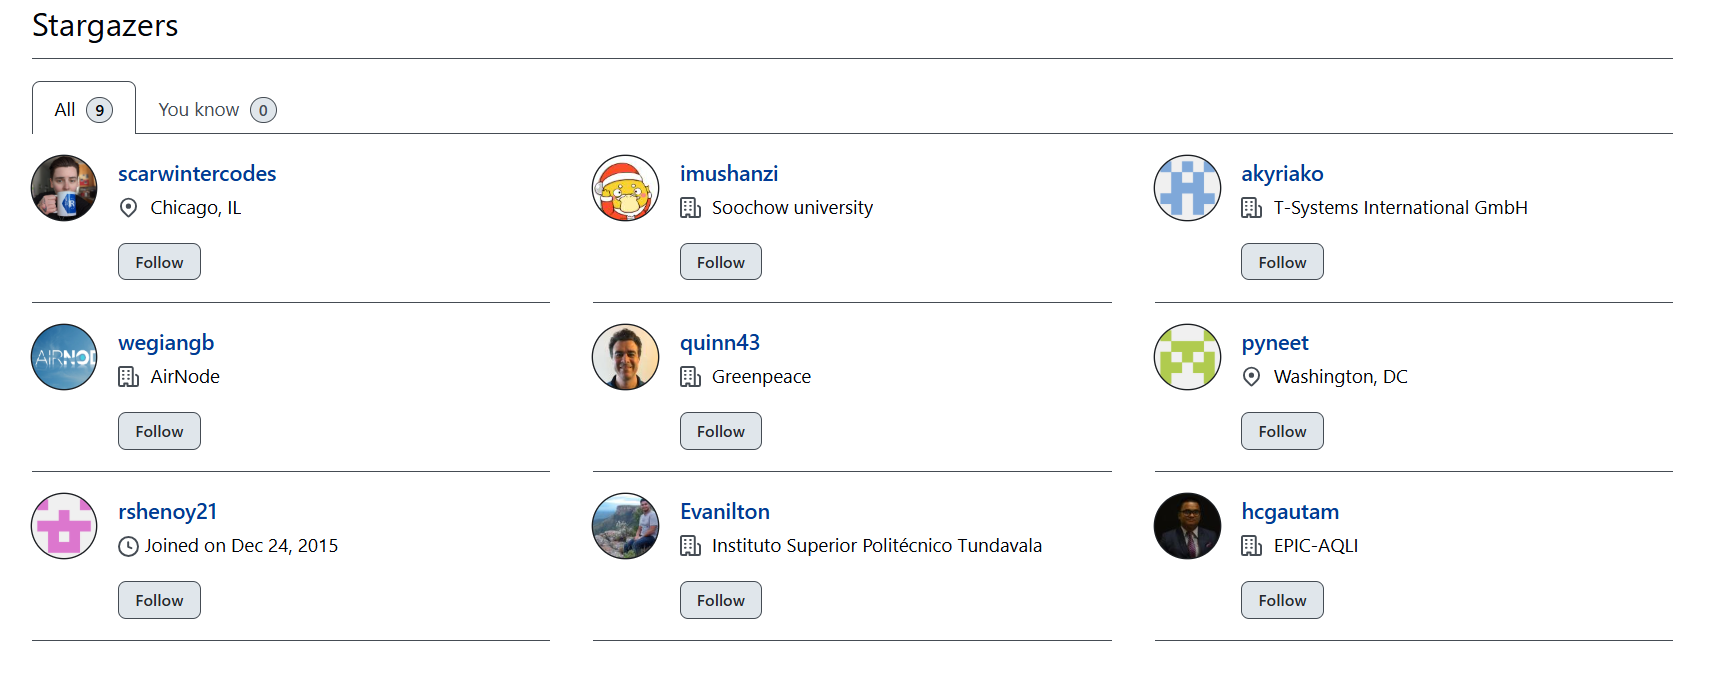 Stargazers
All 9
You know 0
scarwintercodes
Chicago, IL
Follow
imushanzi
Soochow university
Follow
akyriako
T-Systems International GmbH
Follow
wegiangb
AIRNOD
AirNode
Follow
quinn43
Greenpeace
Follow
pyneet
Washington, DC
Follow
rshenoy21
Joined on Dec 24, 2015
Follow
Evanilton
Instituto Superior Politécnico Tundavala
Follow
hcgautam
EPIC-AQLI
Follow